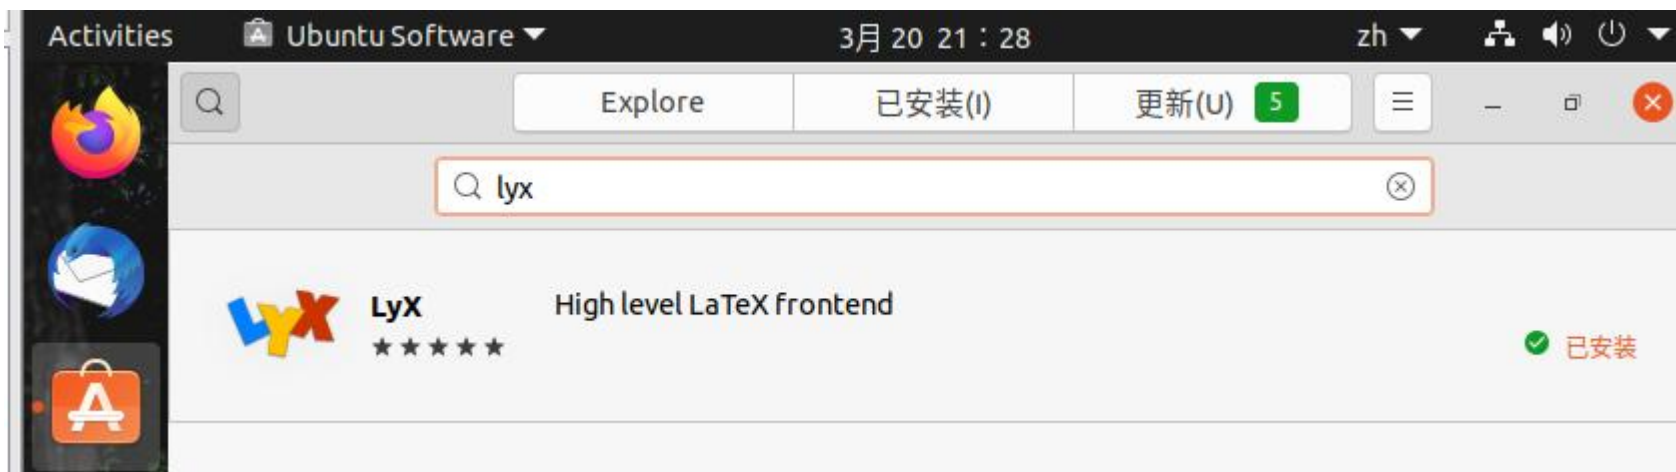 Activities Ubuntu Software 3月 20 21：28 zh
Explore 已安装(I) 更新(U) 5
lyx
LYX LyX High level LaTeX frontend
已安装